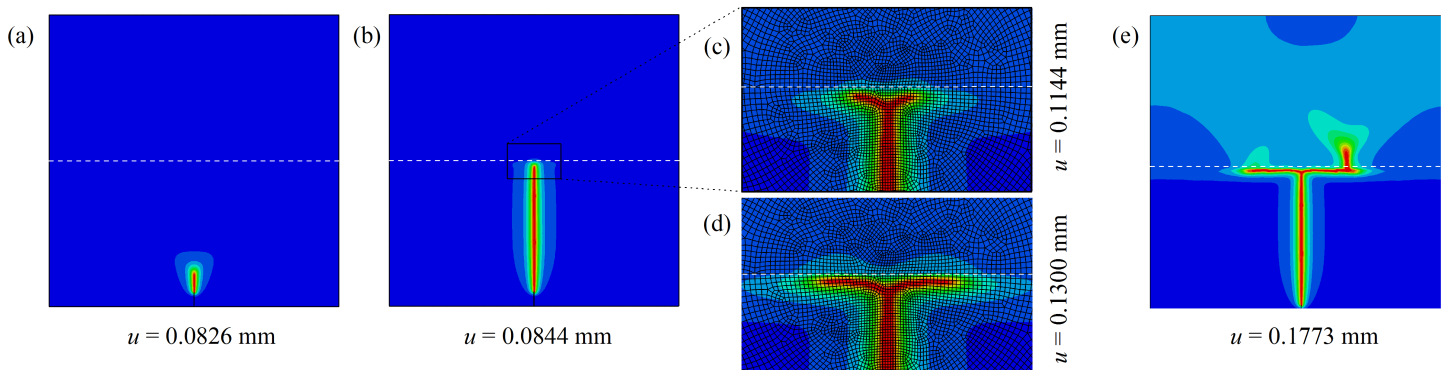 (a)
u = 0.0826 mm
(b)
u = 0.0844 mm
(c)
u = 0.1144 mm
(d)
u = 0.1300 mm
(e)
u = 0.1773 mm